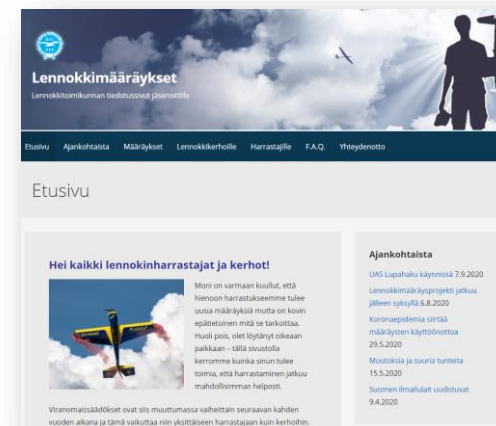 Lennokkimääräykset
Lennokkitoimikunnan tiedotussivut jäsenistölle
Etusivu Ajankohtaista Määräykset Lennokkikerhoille Harrastajille F.A.Q. Yhteydenotto
Etusivu
Hei kaikki lennokinharrastajat ja kerhot!
Moni on varmaan kuullut, että
hienoon harrastukseemme tulee
uusia määräyksiä mutta on kovin
epätietoinen mitä se tarkoittaa.
Huoli pois, olet löytänyt oikeaan
paikkaan – tällä sivustolla
kerromme kuinka sinun tulee
toimia, että harrastaminen jatkuu
mahdollisimman helposti.
Viranomaissäädökset ovat siis muuttumassa vaiheittain seuraavan kahden
vuoden aikana ja tämä vaikuttaa niin yksittäiseen harrastajaan kuin kerhoihin.
Ajankohtaista
UAS Lupahaku käynnissä 7.9.2020
Lennokkimääräysprojekti jatkuu
jälleen syksyllä 6.8.2020
Koronaepidemia siirtää
määräysten käyttöönottoa
29.5.2020
Muutoksia ja suuria tunteita
15.5.2020
Suomen ilmailulait uudistuvat
9.4.2020